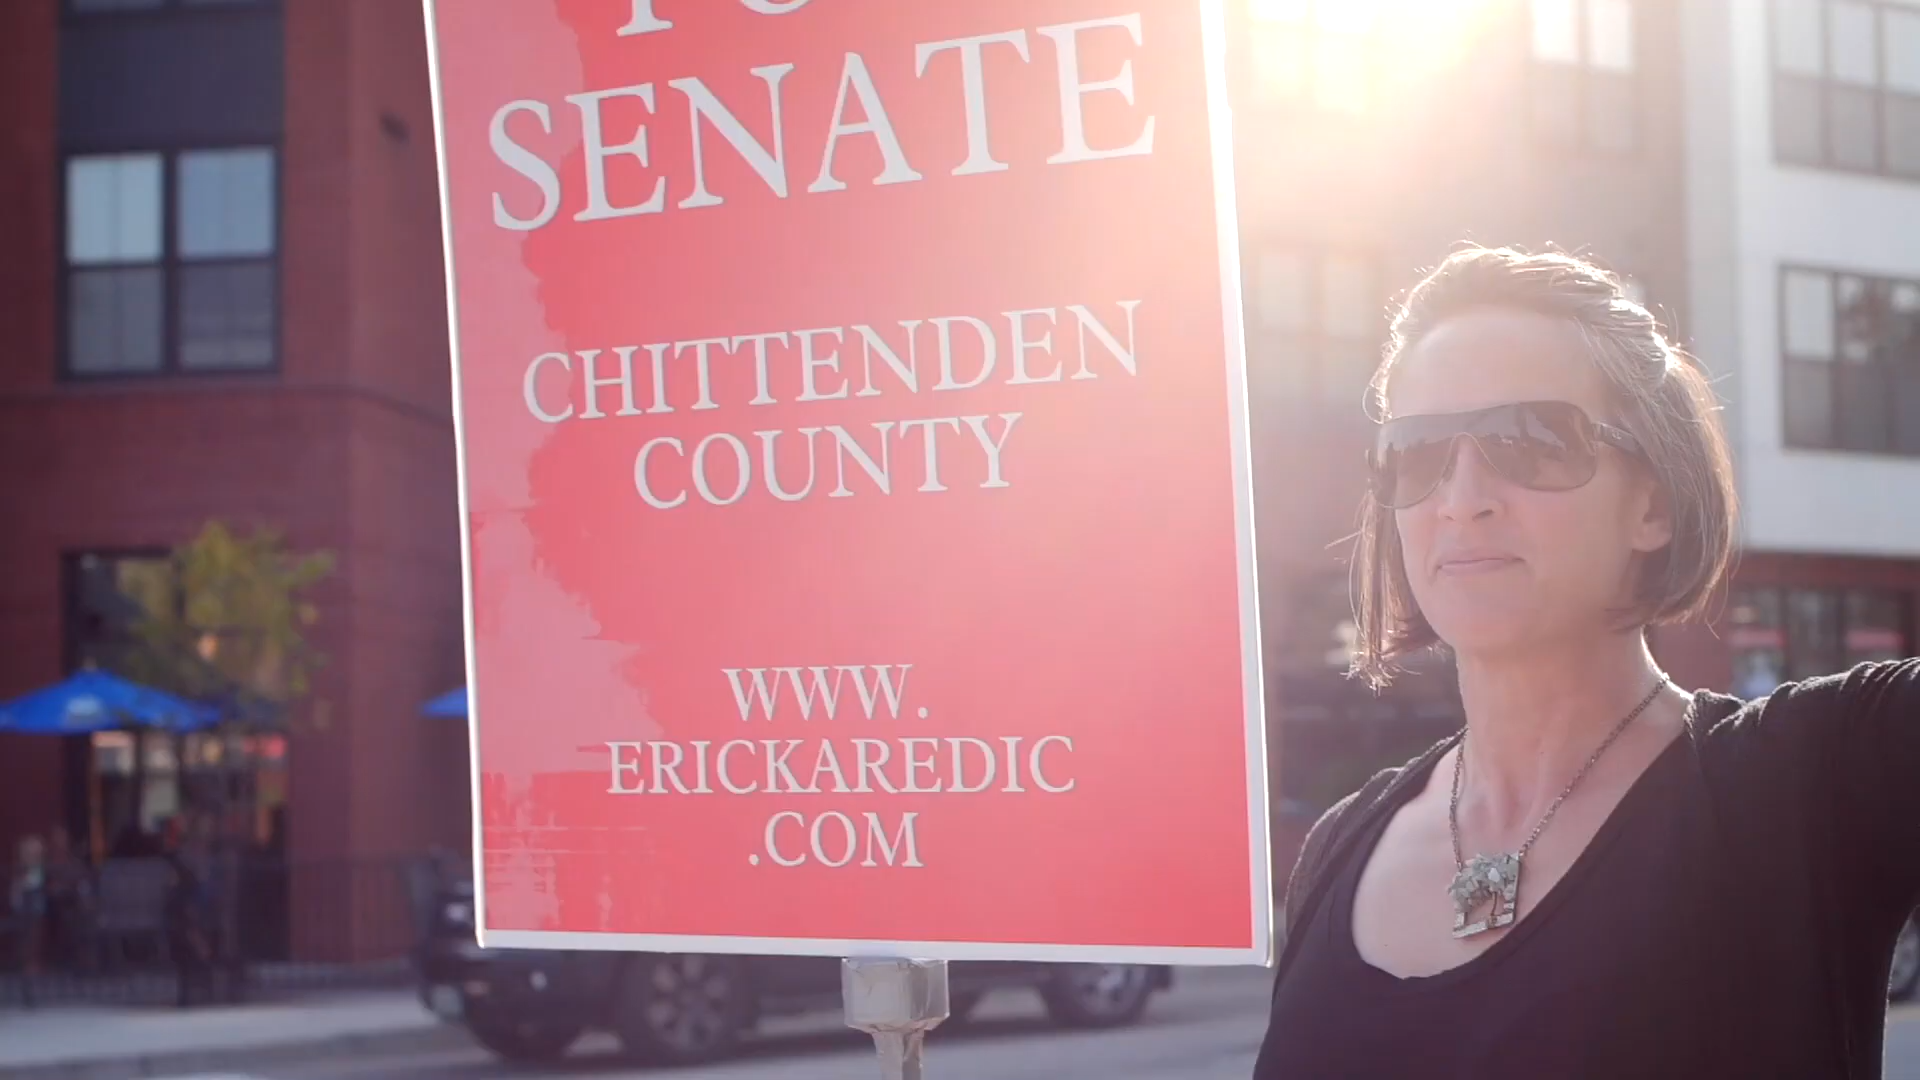 SENATE
CHITTENDEN
COUNTY
WWW.
ERICKAREDIC
.COM